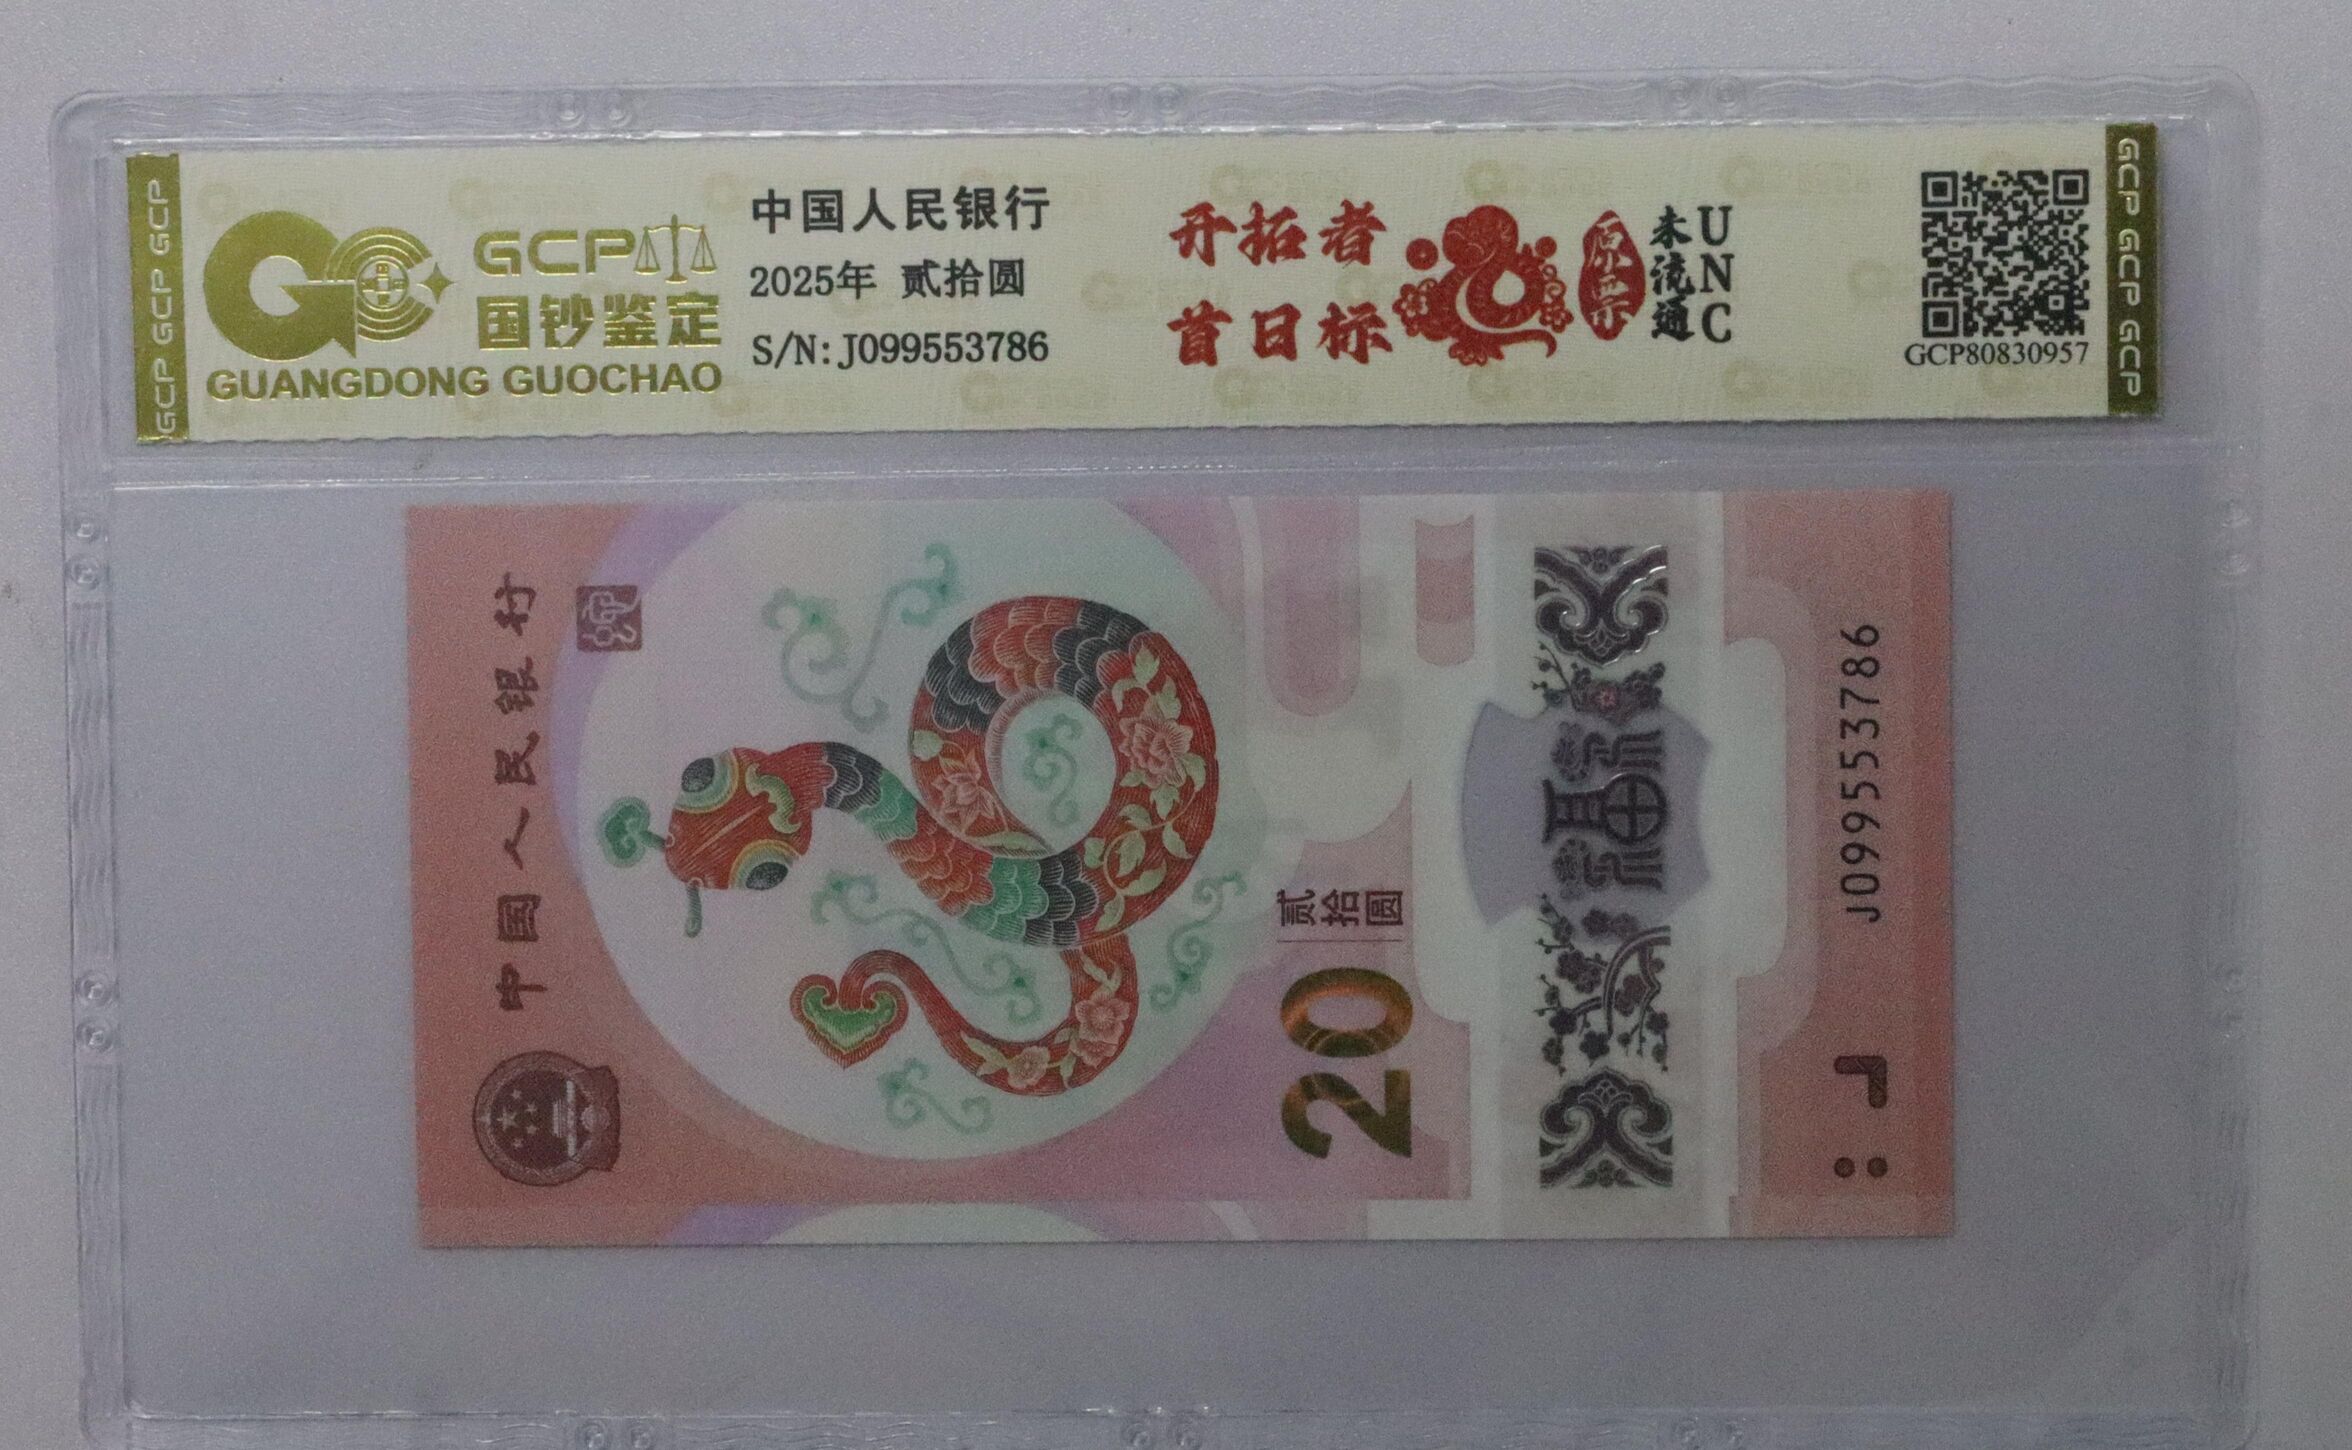 GCP GCP GCP
GCP
国钞鉴定
GUANGDONG GUOCHAO
中国人民银行
2025年 贰拾圆
S/N:J099553786
开拓者
首日标
原票
未流通
UNC
GCP80830957
GCP GCP GCP
中国人民银行
贰拾圆
20
福
J099553786